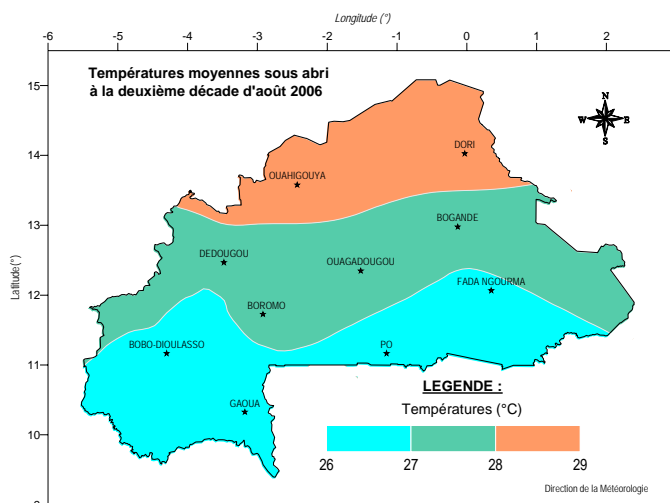 Longitude (°)
-6 -5 -4 -3 -2 -1 0 1 2
Températures moyennes sous abri
à la deuxième décade d'août 2006
N
W E
S
15
14
13
12
11
10
Latitude (°)
DORI
OUAHIGOUYA
BOGANDE
DEDOUGOU
OUAGADOUGOU
FADA NGOURMA
BOROMO
BOBO-DIOULASSO
PO
GAOUA
LEGENDE :
Températures (°C)
26 27 28 29
Direction de la Météorologie